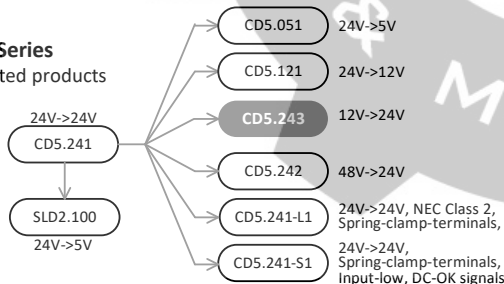 Series
ted products
24V->24V
CD5.241
SLD2.100
24V->5V
CD5.051 24V->5V
CD5.121 24V->12V
CD5.243 12V->24V
CD5.242 48V->24V
CD5.241-L1 24V->24V, NEC Class 2,
Spring-clamp-terminals,
CD5.241-S1 24V->24V,
Spring-clamp-terminals,
Input-low, DC-OK signals
& M